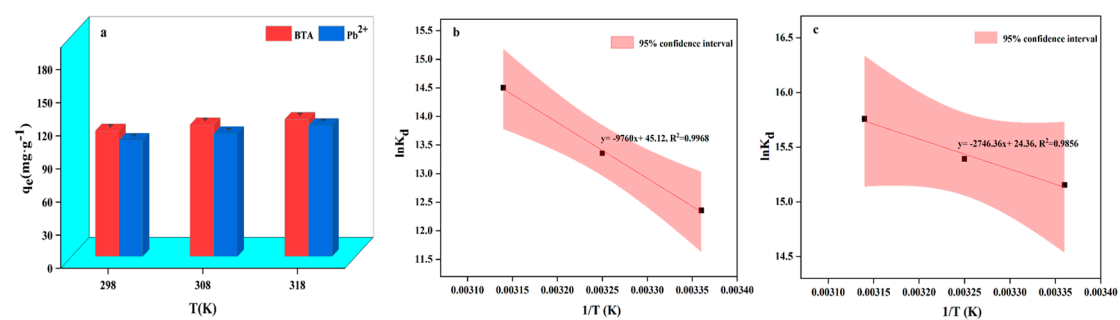 a
BTA Pb²⁺
180
150
120
90
60
30
0
qe(mg·g⁻¹)
298 308 318
T(K)
b
95% confidence interval
15.5
15.0
14.5
14.0
13.5
13.0
12.5
12.0
11.5
lnKd
y= -9760x+ 45.12, R²=0.9968
0.00310 0.00315 0.00320 0.00325 0.00330 0.00335 0.00340
1/T (K)
c
95% confidence interval
16.5
16.0
15.5
15.0
14.5
lnKd
y= -2746.36x+ 24.36, R²=0.9856
0.00310 0.00315 0.00320 0.00325 0.00330 0.00335 0.00340
1/T (K)